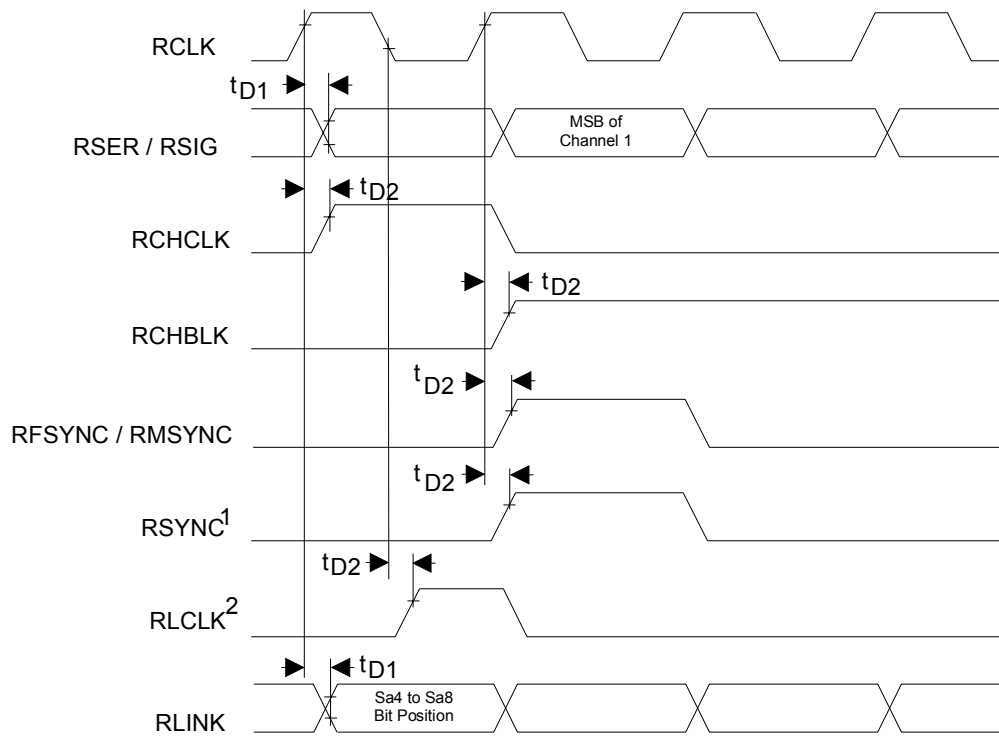 RCLK
tD1
RSER / RSIG
MSB of
Channel 1
tD2
RCHCLK
tD2
RCHBLK
tD2
RFSYNC / RMSYNC
tD2
RSYNC1
tD2
RLCLK2
tD1
Sa4 to Sa8
Bit Position
RLINK